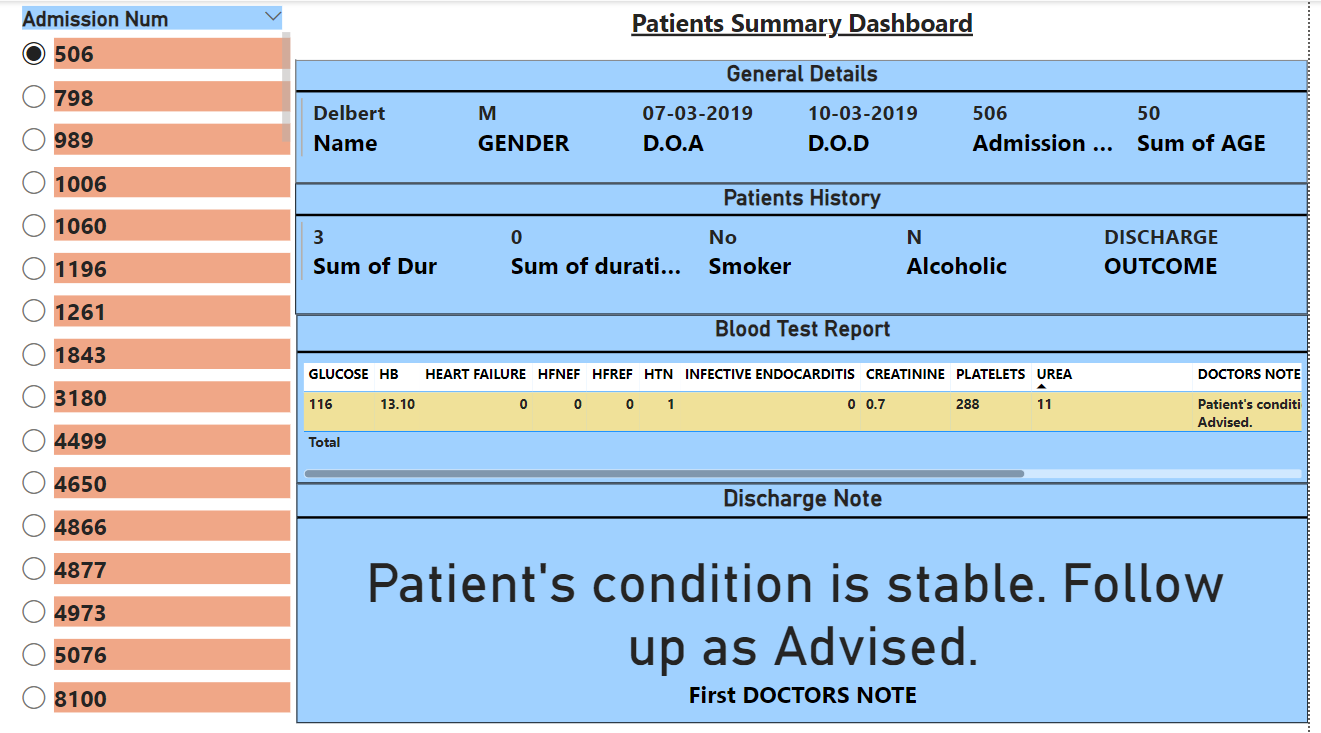 Admission Num
506
798
989
1006
1060
1196
1261
1843
3180
4499
4650
4866
4877
4973
5076
8100
Patients Summary Dashboard
General Details
Delbert M 07-03-2019 10-03-2019 506 50
Name GENDER D.O.A D.O.D Admission ... Sum of AGE
Patients History
3 0 No N DISCHARGE
Sum of Dur Sum of durati... Smoker Alcoholic OUTCOME
Blood Test Report
GLUCOSE HB HEART FAILURE HFNEF HFREF HTN INFECTIVE ENDOCARDITIS CREATININE PLATELETS UREA DOCTORS NOTE
116 13.10 0 0 0 1 0 0.7 288 11 Patient's conditi
Advised.
Total
Discharge Note
Patient's condition is stable. Follow
up as Advised.
First DOCTORS NOTE